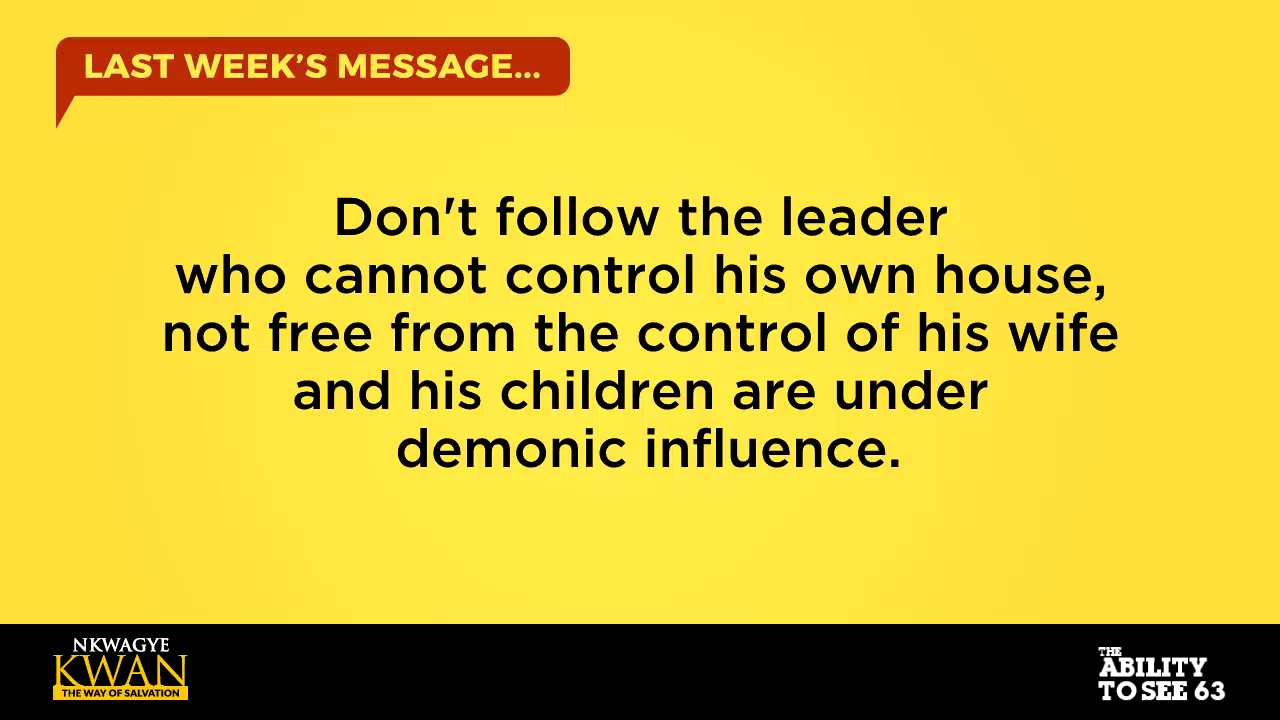 LAST WEEK’S MESSAGE...
Don't follow the leader
who cannot control his own house,
not free from the control of his wife
and his children are under
demonic influence.
NKWAGYE
KWAN
THE WAY OF SALVATION
THE
ABILITY
TO SEE 63